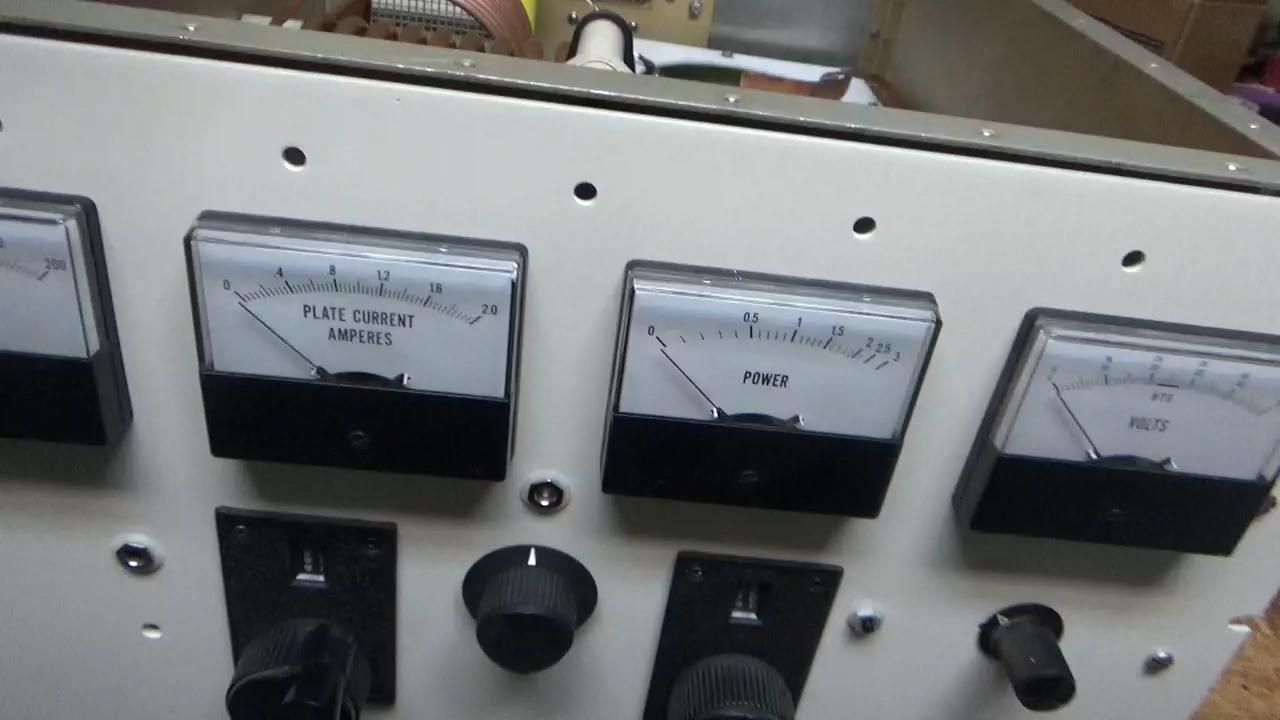 200
0 .4 .8 1.2 1.6 2.0
PLATE CURRENT
AMPERES
0 0.5 1 1.5 2 2.5 3
POWER
VOLTS